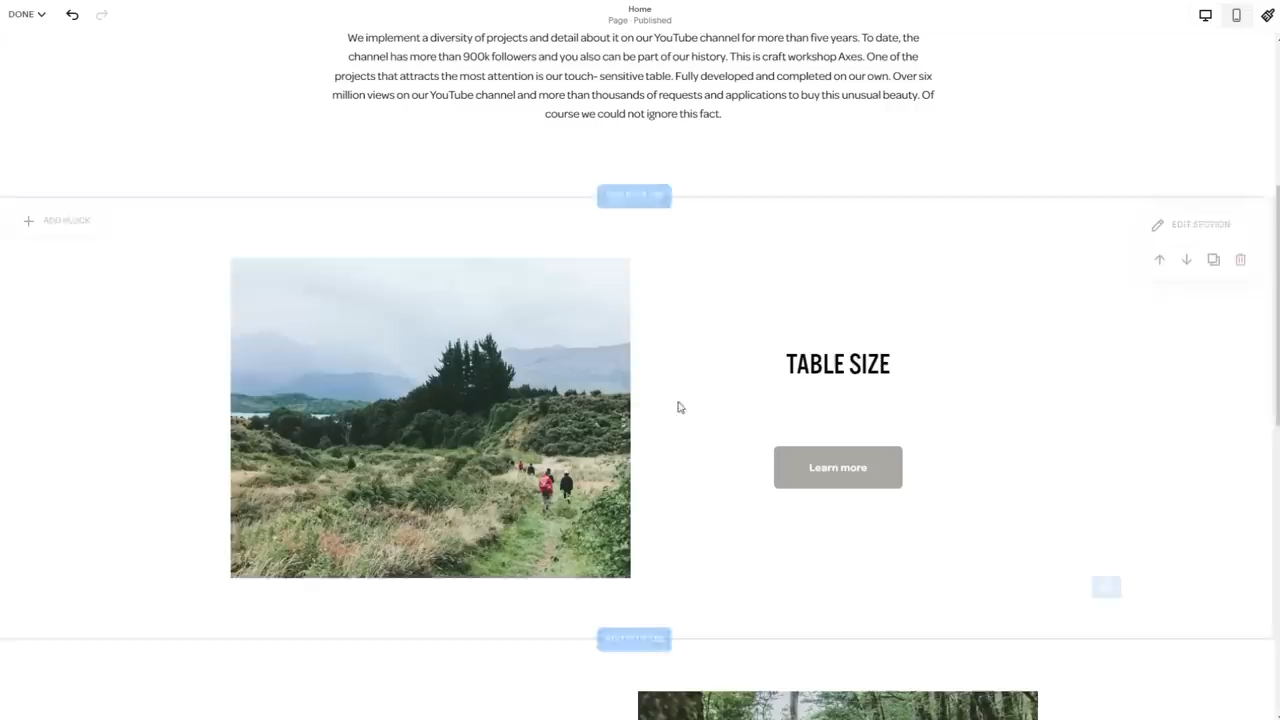 DONE
Home
Page · Published
We implement a diversity of projects and detail about it on our YouTube channel for more than five years. To date, the
channel has more than 900k followers and you also can be part of our history. This is craft workshop Axes. One of the
projects that attracts the most attention is our touch- sensitive table. Fully developed and completed on our own. Over six
million views on our YouTube channel and more than thousands of requests and applications to buy this unusual beauty. Of
course we could not ignore this fact.
ADD BLOCK
EDIT SECTION
TABLE SIZE
Learn more